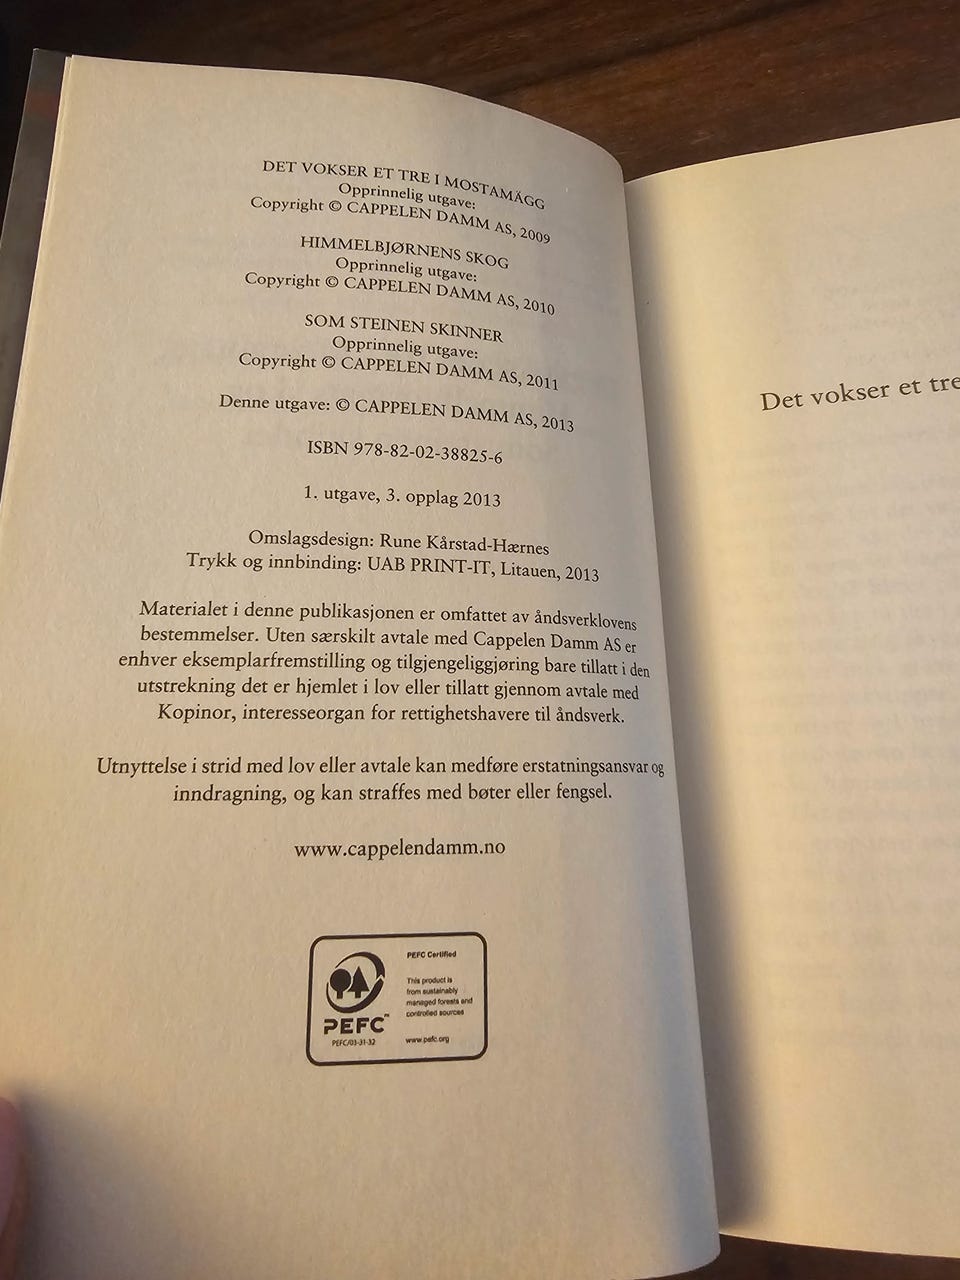 DET VOKSER ET TRE I MOSTAMÄGG
Opprinnelig utgave:
Copyright © CAPPELEN DAMM AS, 2009
HIMMELBJØRNENS SKOG
Opprinnelig utgave:
Copyright © CAPPELEN DAMM AS, 2010
SOM STEINEN SKINNER
Opprinnelig utgave:
Copyright © CAPPELEN DAMM AS, 2011
Denne utgave: © CAPPELEN DAMM AS, 2013
ISBN 978-82-02-38825-6
1. utgave, 3. opplag 2013
Omslagsdesign: Rune Kårstad-Hærnes
Trykk og innbinding: UAB PRINT-IT, Litauen, 2013
Materialet i denne publikasjonen er omfattet av åndsverklovens
bestemmelser. Uten særskilt avtale med Cappelen Damm AS er
enhver eksemplarfremstilling og tilgjengeliggjøring bare tillatt i den
utstrekning det er hjemlet i lov eller tillatt gjennom avtale med
Kopinor, interesseorgan for rettighetshavere til åndsverk.
Utnyttelse i strid med lov eller avtale kan medføre erstatningsansvar og
inndragning, og kan straffes med bøter eller fengsel.
www.cappelendamm.no
PEFC™
PEFC/03-31-32
PEFC Certified
This product is
from sustainably
managed forests and
controlled sources
www.pefc.org
Det vokser et tre